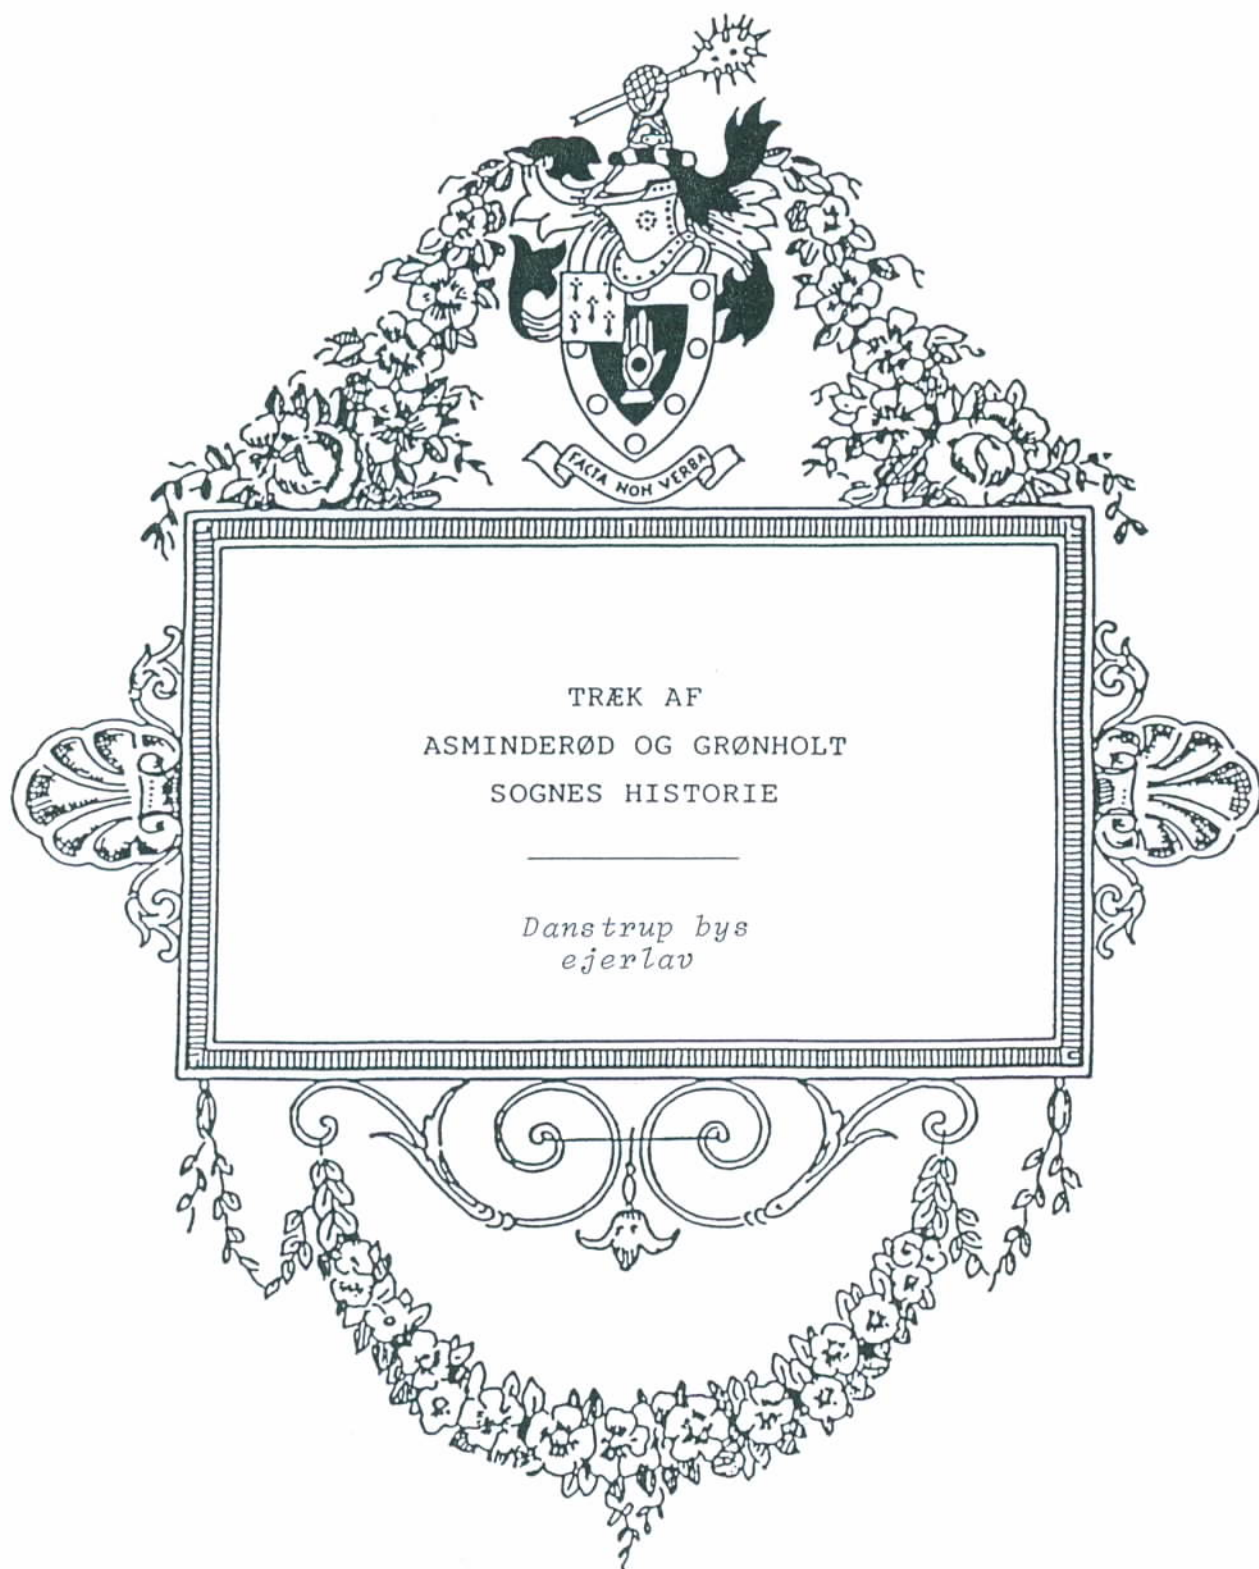 FACTA NON VERBA
TRÆK AF
ASMINDERØD OG GRØNHOLT
SOGNES HISTORIE
Danstrup bys
ejerlav